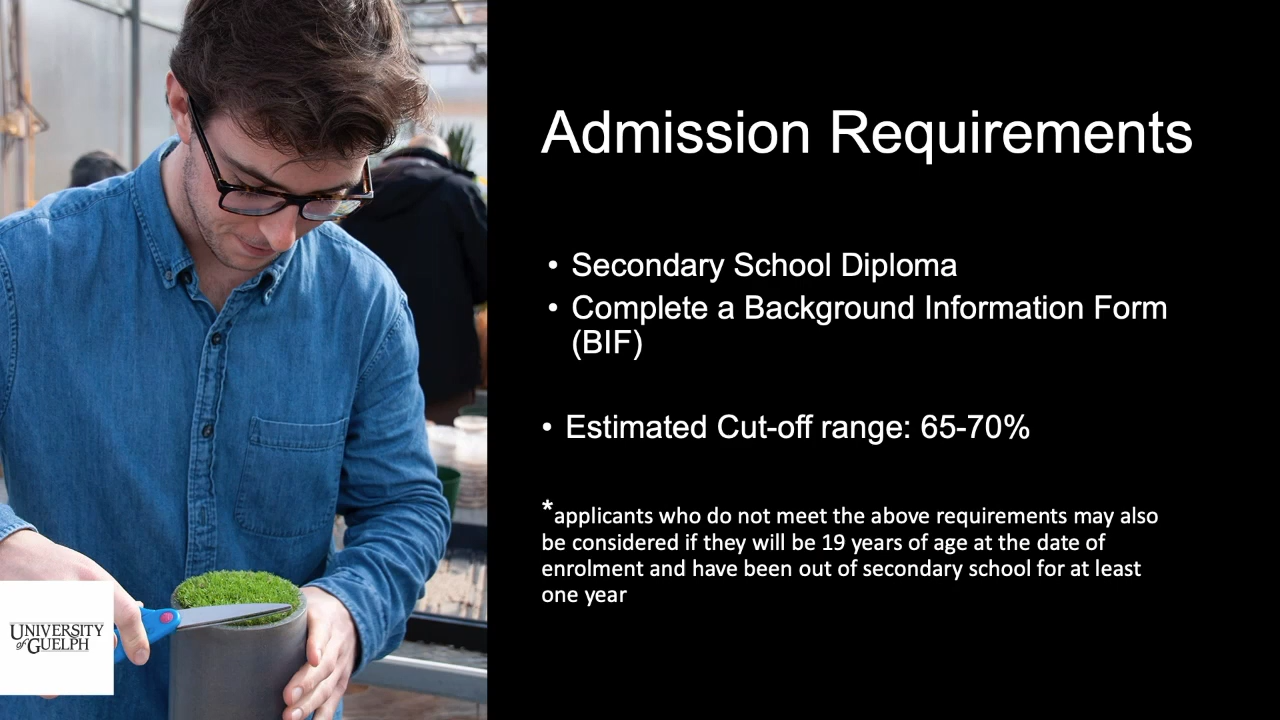 Admission Requirements
• Secondary School Diploma
• Complete a Background Information Form
(BIF)
• Estimated Cut-off range: 65-70%
*applicants who do not meet the above requirements may also
be considered if they will be 19 years of age at the date of
enrolment and have been out of secondary school for at least
one year
UNIVERSITY
of GUELPH